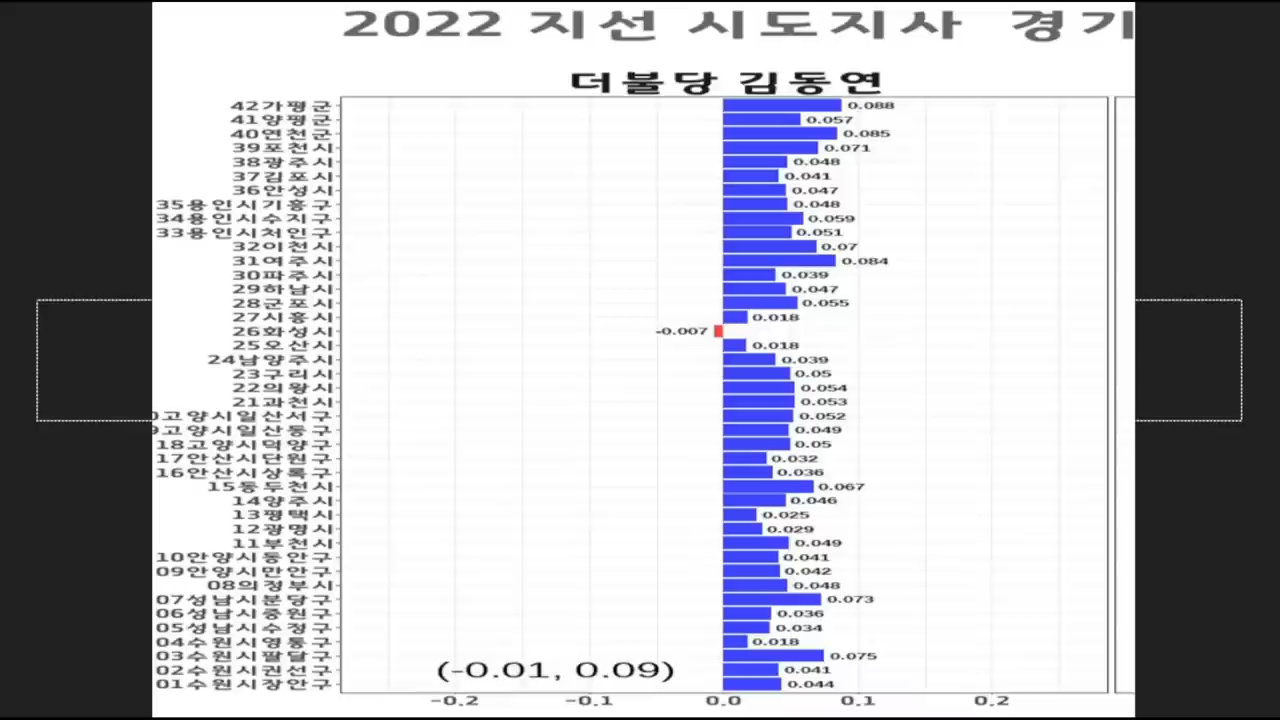 2022 지선 시도지사 경기
더불당 김동연
42가평군 0.088
41양평군 0.057
40연천군 0.085
39포천시 0.071
38광주시 0.048
37김포시 0.041
36안성시 0.047
35용인시기흥구 0.048
34용인시수지구 0.059
33용인시처인구 0.051
32이천시 0.07
31여주시 0.084
30파주시 0.039
29하남시 0.047
28군포시 0.055
27시흥시 0.018
26화성시 -0.007
25오산시 0.018
24남양주시 0.039
23구리시 0.05
22의왕시 0.054
21과천시 0.053
0고양시일산서구 0.052
9고양시일산동구 0.049
18고양시덕양구 0.05
17안산시단원구 0.032
16안산시상록구 0.036
15동두천시 0.067
14양주시 0.046
13평택시 0.025
12광명시 0.029
11부천시 0.049
10안양시동안구 0.041
09안양시만안구 0.042
08의정부시 0.048
07성남시분당구 0.073
06성남시중원구 0.036
05성남시수정구 0.034
04수원시영통구 0.018
03수원시팔달구 0.075
02수원시권선구 0.041
01수원시장안구 0.044
(-0.01, 0.09)
-0.2 -0.1 0.0 0.1 0.2